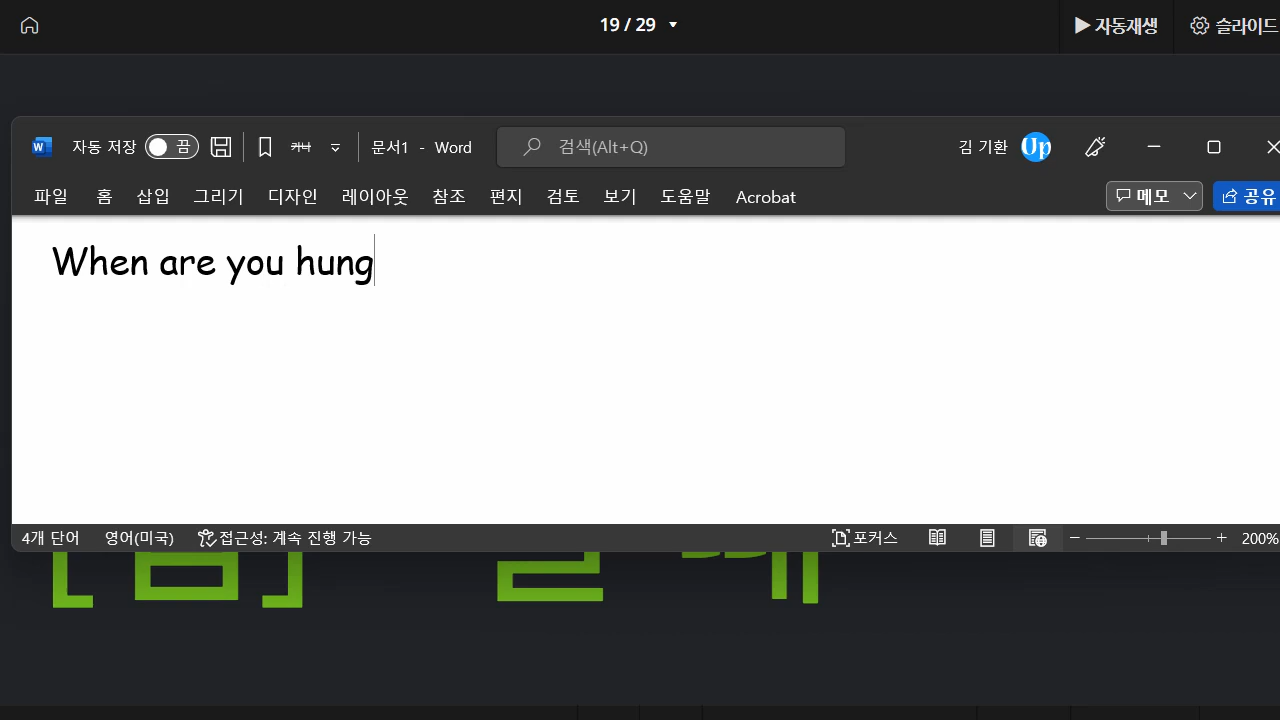 19 / 29
▶ 자동재생
슬라이드
자동 저장 끔
가나
문서1 - Word
검색(Alt+Q)
김 기환
Up
파일 홈 삽입 그리기 디자인 레이아웃 참조 편지 검토 보기 도움말 Acrobat
메모
공유
When are you hung
4개 단어 영어(미국) 접근성: 계속 진행 가능
포커스
200%